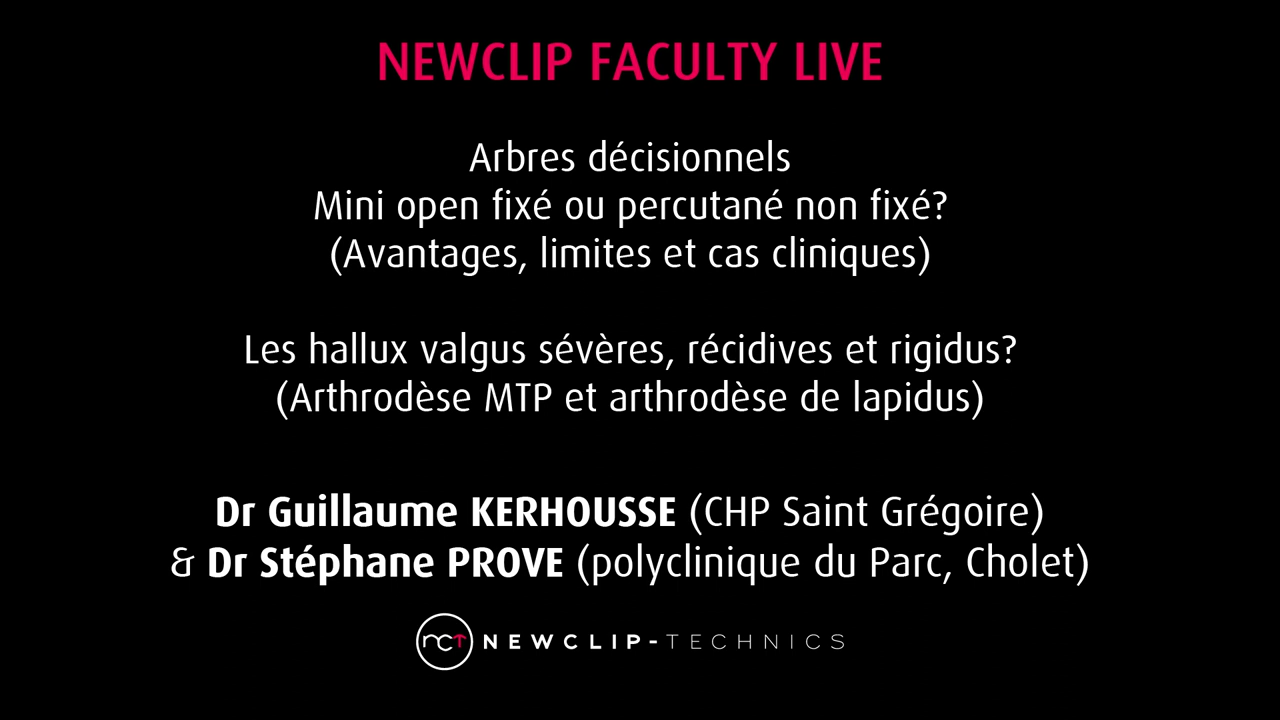 NEWCLIP FACULTY LIVE
Arbres décisionnels
Mini open fixé ou percutané non fixé?
(Avantages, limites et cas cliniques)
Les hallux valgus sévères, récidives et rigidus?
(Arthrodèse MTP et arthrodèse de lapidus)
Dr Guillaume KERHOUSSE (CHP Saint Grégoire)
& Dr Stéphane PROVE (polyclinique du Parc, Cholet)
nct NEWCLIP-TECHNICS